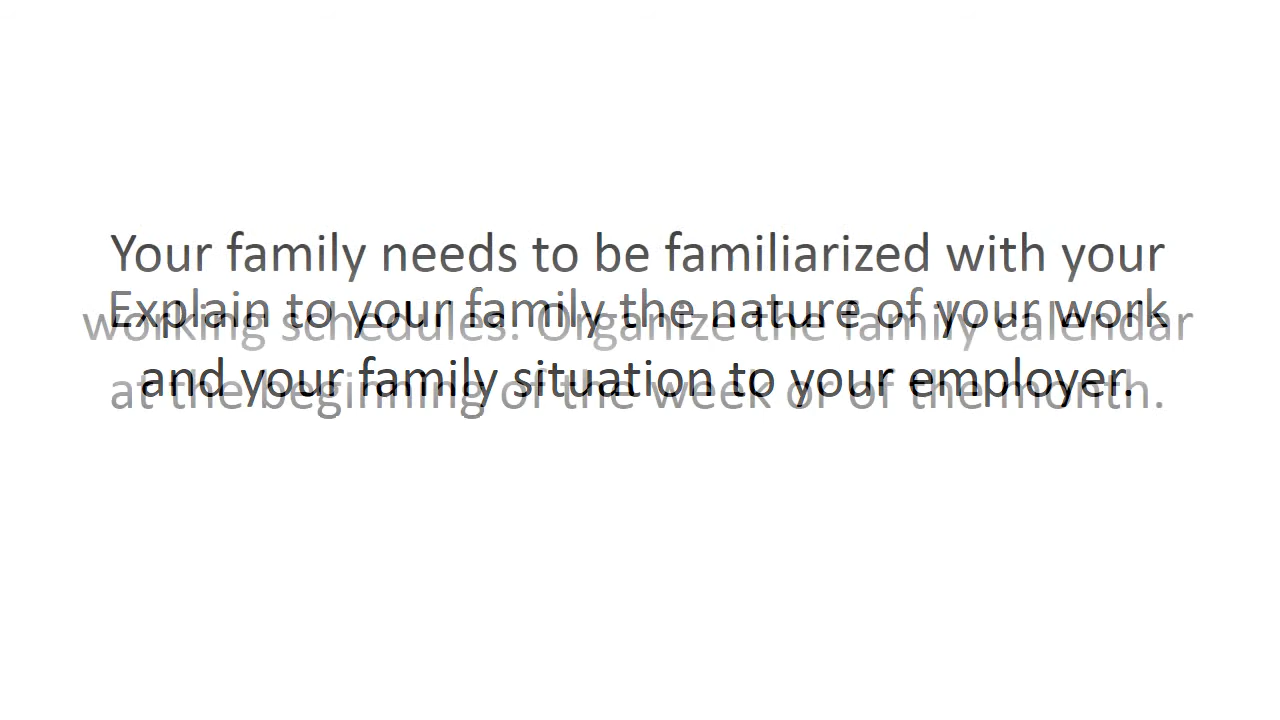 Your family needs to be familiarized with your
Explain to your family the nature of your work
working schedules. Organize the family calendar
and your family situation to your employer.
at the beginning of the week or of the month.